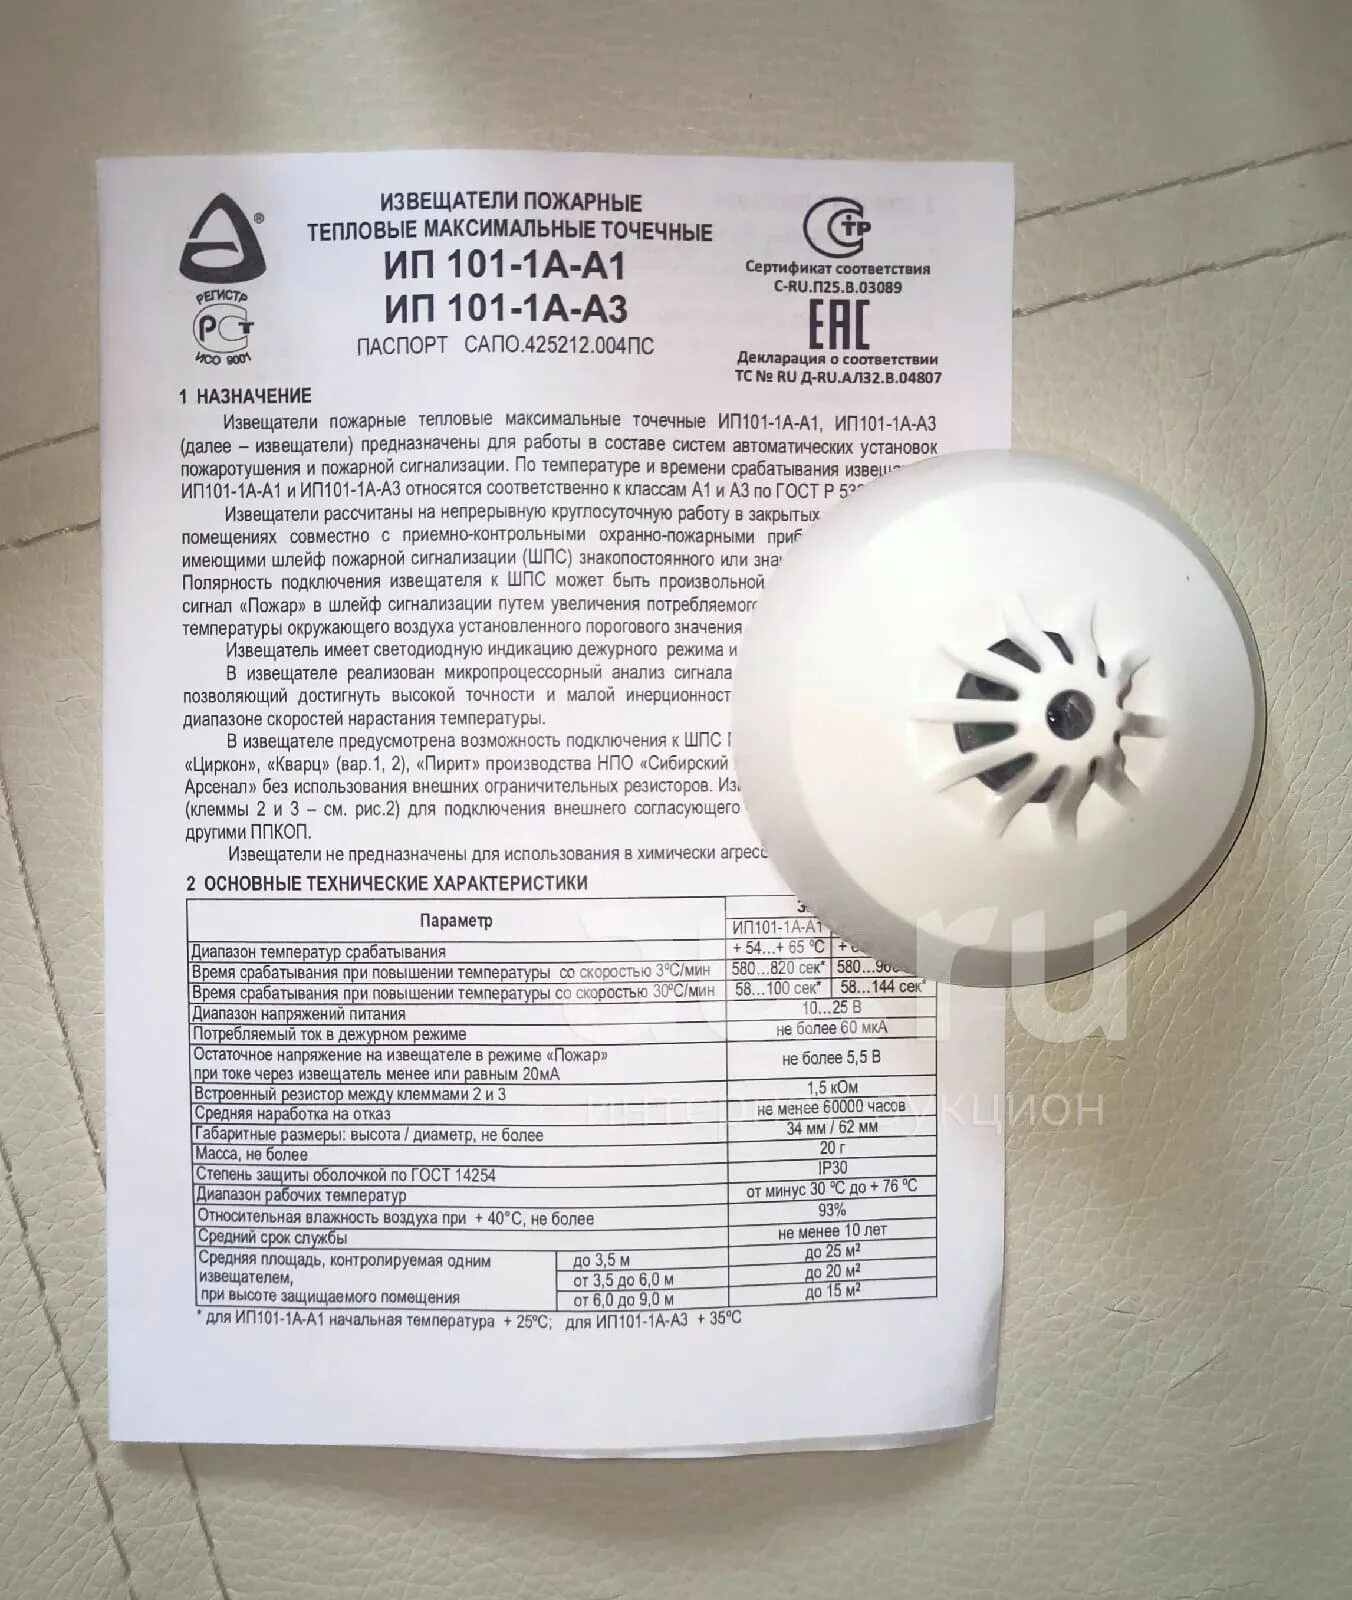 ИЗВЕЩАТЕЛИ ПОЖАРНЫЕ
ТЕПЛОВЫЕ МАКСИМАЛЬНЫЕ ТОЧЕЧНЫЕ
ИП 101-1А-А1
ИП 101-1А-А3
ПАСПОРТ САПО.425212.004ПС
®
РЕГИСТР
РСТ
ИСО 9001
СТР
Сертификат соответствия
C-RU.П25.В.03089
ЕАС
Декларация о соответствии
ТС № RU Д-RU.АЛ32.В.04807
1 НАЗНАЧЕНИЕ
Извещатели пожарные тепловые максимальные точечные ИП101-1А-А1, ИП101-1А-А3
(далее – извещатели) предназначены для работы в составе систем автоматических установок
пожаротушения и пожарной сигнализации. По температуре и времени срабатывания
ИП101-1А-А1 и ИП101-1А-А3 относятся соответственно к классам А1 и А3 по ГОСТ Р
Извещатели рассчитаны на непрерывную круглосуточную работу в закрытых
помещениях совместно с приемно-контрольными охранно-пожарными
имеющими шлейф пожарной сигнализации (ШПС) знакопостоянного или
Полярность подключения извещателя к ШПС может быть произвольной
сигнал «Пожар» в шлейф сигнализации путем увеличения потребляемого
температуры окружающего воздуха установленного порогового значения
Извещатель имеет светодиодную индикацию дежурного режима и
В извещателе реализован микропроцессорный анализ сигнала
позволяющий достигнуть высокой точности и малой
диапазоне скоростей нарастания температуры.
В извещателе предусмотрена возможность подключения к ШПС
«Циркон», «Кварц» (вар.1, 2), «Пирит» производства НПО «Сибирский
Арсенал» без использования внешних ограничительных резисторов.
(клеммы 2 и 3 – см. рис.2) для подключения внешнего согласующего
другими ППКОП.
Извещатели не предназначены для использования в химически
2 ОСНОВНЫЕ ТЕХНИЧЕСКИЕ ХАРАКТЕРИСТИКИ
Параметр
ИП101-1А-А1
Диапазон температур срабатывания + 54...+ 65 ºС
Время срабатывания при повышении температуры со скоростью 3ºС/мин 580...820 сек*
Время срабатывания при повышении температуры со скоростью 30ºС/мин 58...100 сек* 58...144 сек*
Диапазон напряжений питания 10...25 В
Потребляемый ток в дежурном режиме не более 60 мкА
Остаточное напряжение на извещателе в режиме «Пожар» не более 5,5 В
при токе через извещатель менее или равным 20мА
Встроенный резистор между клеммами 2 и 3 1,5 кОм
Средняя наработка на отказ не менее 60000 часов
Габаритные размеры: высота / диаметр, не более 34 мм / 62 мм
Масса, не более 20 г
Степень защиты оболочкой по ГОСТ 14254 IP30
Диапазон рабочих температур от минус 30 ºС до + 76 ºС
Относительная влажность воздуха при + 40°С, не более 93%
Средний срок службы не менее 10 лет
Средняя площадь, контролируемая одним до 3,5 м до 25 м²
извещателем, от 3,5 до 6,0 м до 20 м²
при высоте защищаемого помещения от 6,0 до 9,0 м до 15 м²
* для ИП101-1А-А1 начальная температура + 25ºС; для ИП101-1А-А3 + 35ºС
au.ru
интернет-аукцион